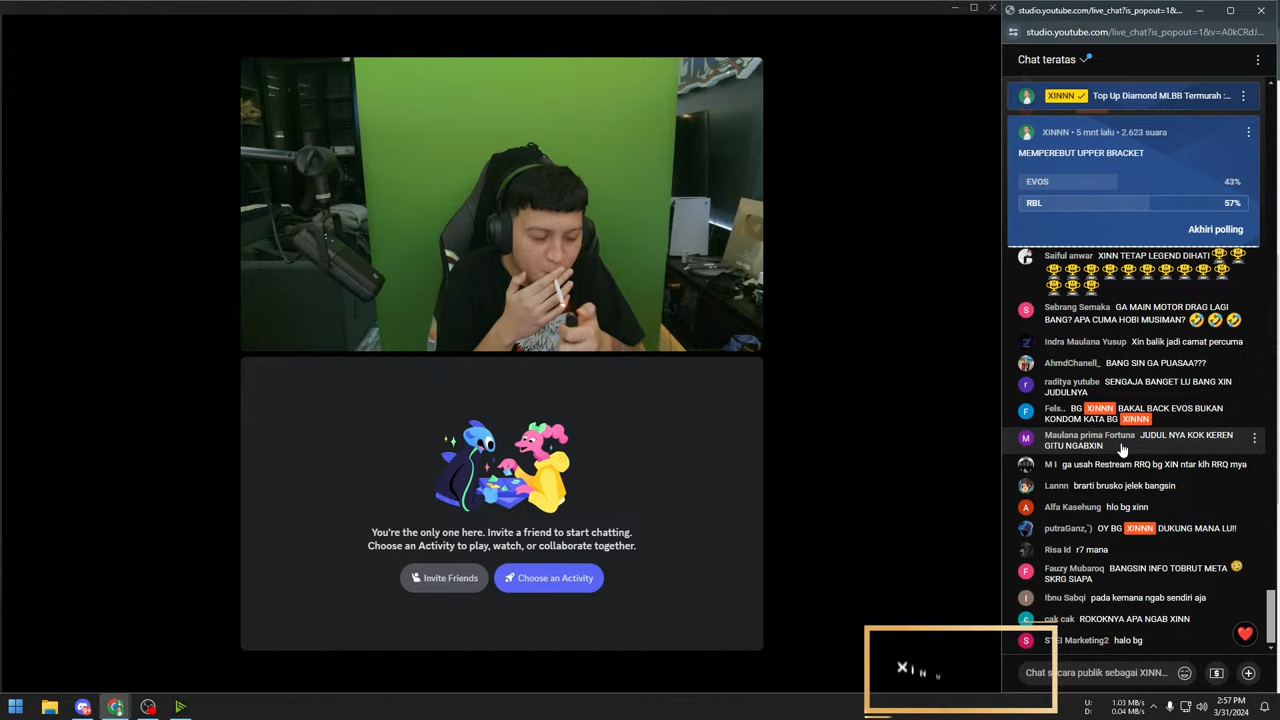 studio.youtube.com/live_chat?is_popout=1&...
studio.youtube.com/live_chat?is_popout=1&v=A0kCRdJ...
Chat teratas
XINNN Top Up Diamond MLBB Termurah :...
XINNN • 5 mnt lalu • 2.623 suara
MEMPEREBUT UPPER BRACKET
EVOS 43%
RBL 57%
Akhiri polling
Saiful anwar XINN TETAP LEGEND DIHATI
Sebrang Semaka GA MAIN MOTOR DRAG LAGI
BANG? APA CUMA HOBI MUSIMAN?
Indra Maulana Yusup Xin balik jadi camat percuma
AhmdChanell_ BANG SIN GA PUASAA???
raditya yutube SENGAJA BANGET LU BANG XIN
JUDULNYA
Fels.. BG XINNN BAKAL BACK EVOS BUKAN
KONDOM KATA BG XINNN
Maulana prima Fortuna JUDUL NYA KOK KEREN
GITU NGABXIN
M I ga usah Restream RRQ bg XIN ntar klh RRQ mya
Lannn brarti brusko jelek bangsin
Alfa Kasehung hlo bg xinn
putraGanz,´) OY BG XINNN DUKUNG MANA LU!!
Risa Id r7 mana
Fauzy Mubaroq BANGSIN INFO TOBRUT META
SKRG SIAPA
Ibnu Sabqi pada kemana ngab sendiri aja
cak cak ROKOKNYA APA NGAB XINN
Marketing2 halo bg
Chat secara publik sebagai XINNN...
You're the only one here. Invite a friend to start chatting.
Choose an Activity to play, watch, or collaborate together.
Invite Friends
Choose an Activity
XINN
U: 1.03 MB/s
D: 0.04 MB/s
2:57 PM
3/31/2024